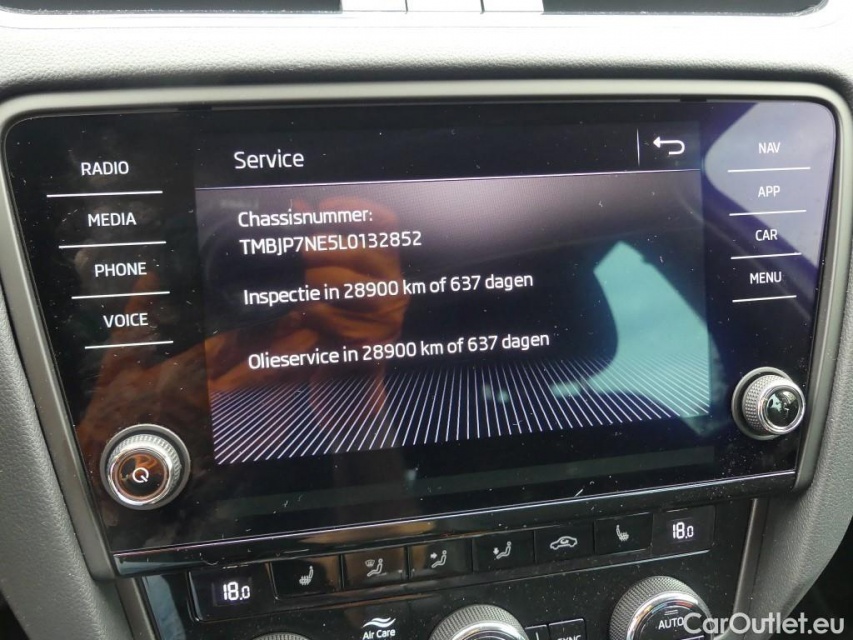 RADIO
MEDIA
PHONE
VOICE
Service
Chassisnummer:
TMBJP7NE5L0132852
Inspectie in 28900 km of 637 dagen
Olieservice in 28900 km of 637 dagen
NAV
APP
CAR
MENU
18.0
18.0
Air Care
SYNC
AUTO
CarOutlet.eu